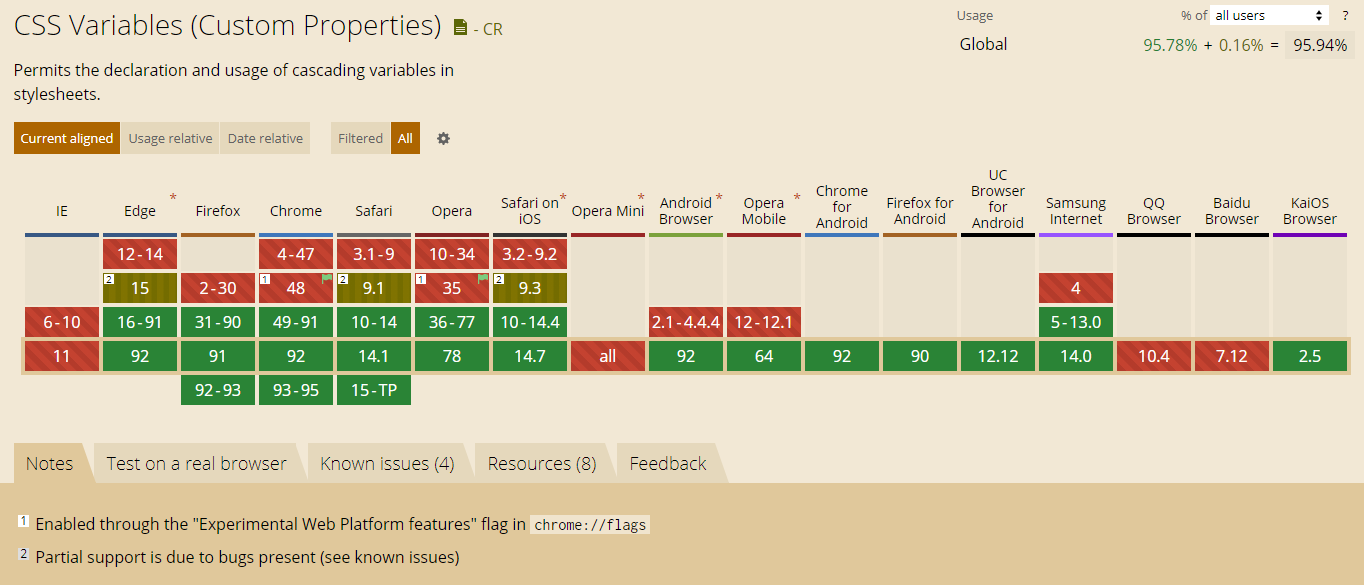 CSS Variables (Custom Properties) - CR
Usage % of all users ?
Global 95.78% + 0.16% = 95.94%
Permits the declaration and usage of cascading variables in
stylesheets.
Current aligned Usage relative Date relative Filtered All
IE Edge * Firefox Chrome Safari Opera Safari on iOS * Opera Mini * Android Browser * Opera Mobile * Chrome for Android Firefox for Android UC Browser for Android Samsung Internet QQ Browser Baidu Browser KaiOS Browser
12-14 4-47 3.1-9 10-34 3.2-9.2
2 15 2-30 1 48 2 9.1 1 35 2 9.3 4
6-10 16-91 31-90 49-91 10-14 36-77 10-14.4 2.1-4.4.4 12-12.1 5-13.0
11 92 91 92 14.1 78 14.7 all 92 64 92 90 12.12 14.0 10.4 7.12 2.5
92-93 93-95 15-TP
Notes Test on a real browser Known issues (4) Resources (8) Feedback
1 Enabled through the "Experimental Web Platform features" flag in chrome://flags
2 Partial support is due to bugs present (see known issues)